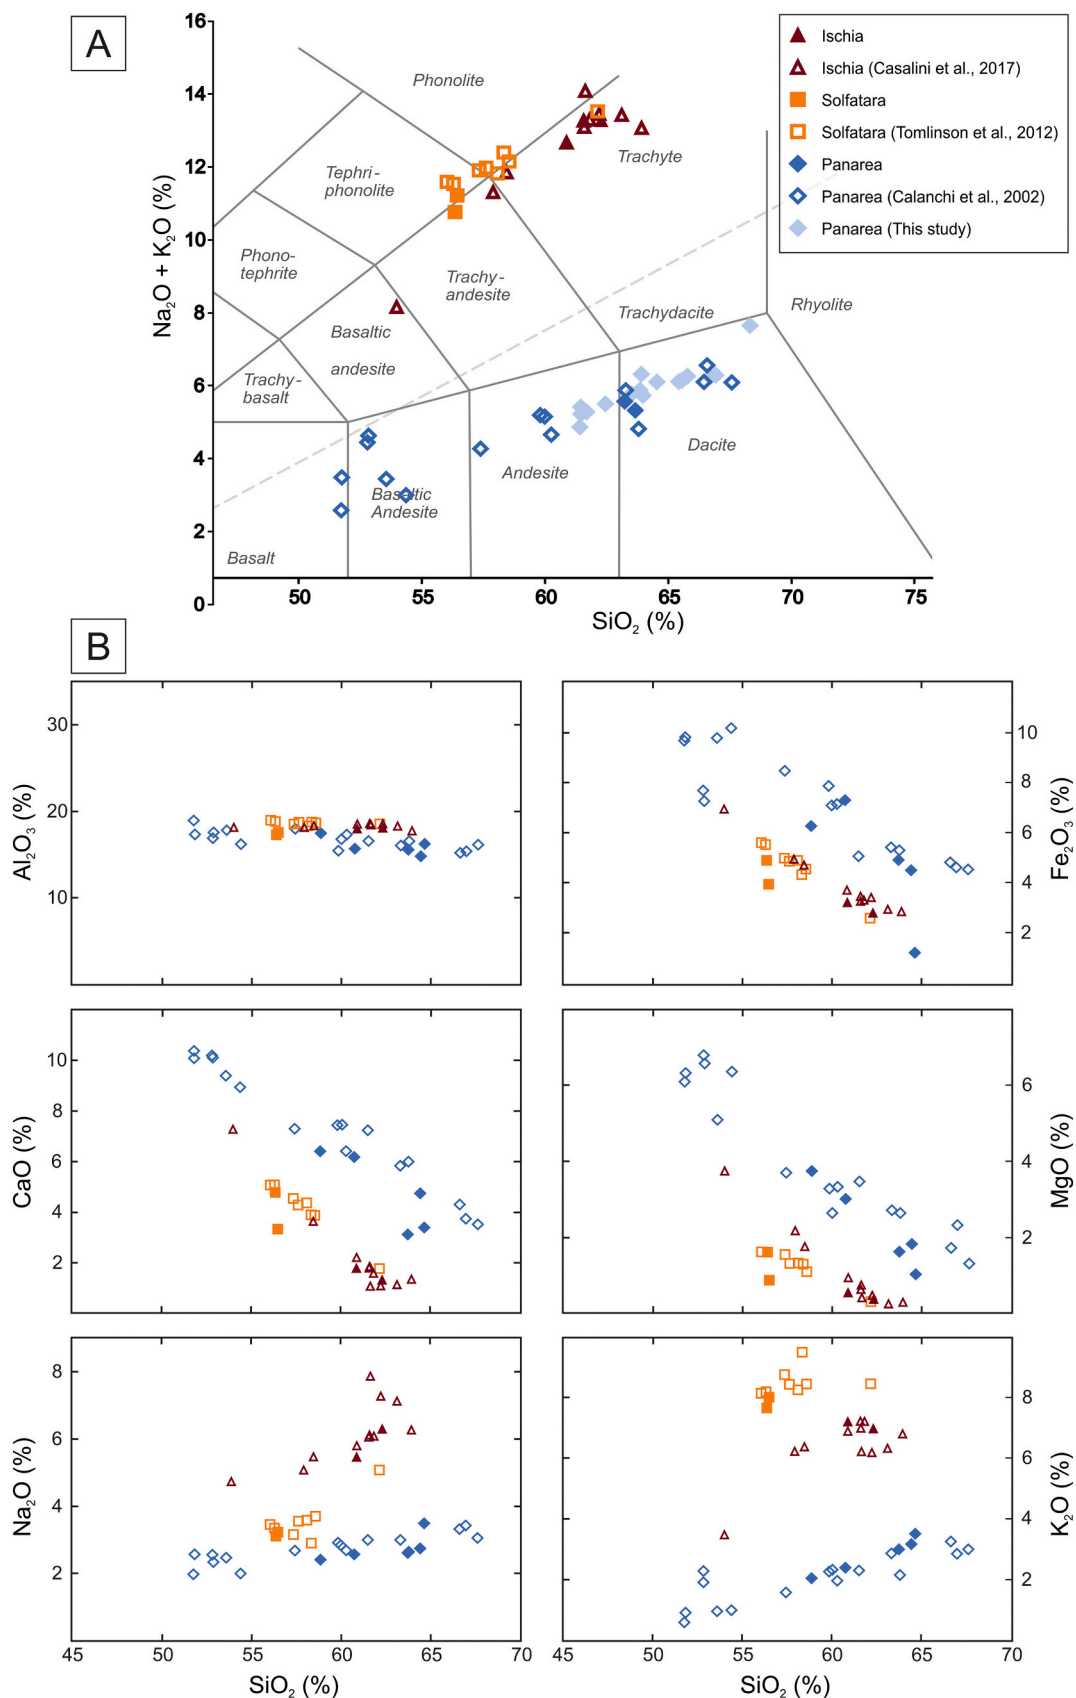 A
16
14
12
10
8
6
4
2
0
Na₂O + K₂O (%)
50
55
60
65
70
75
SiO₂ (%)
Phonolite
Tephri-
phonolite
Phono-
tephrite
Trachy-
basalt
Basaltic
andesite
Trachy-
andesite
Trachyte
Trachydacite
Rhyolite
Basalt
Basaltic
Andesite
Andesite
Dacite
Ischia
Ischia (Casalini et al., 2017)
Solfatara
Solfatara (Tomlinson et al., 2012)
Panarea
Panarea (Calanchi et al., 2002)
Panarea (This study)
B
30
20
10
Al₂O₃ (%)
10
8
6
4
2
Fe₂O₃ (%)
10
8
6
4
2
CaO (%)
6
4
2
MgO (%)
8
6
4
2
Na₂O (%)
8
6
4
2
K₂O (%)
45 50 55 60 65 70
SiO₂ (%)
45 50 55 60 65 70
SiO₂ (%)